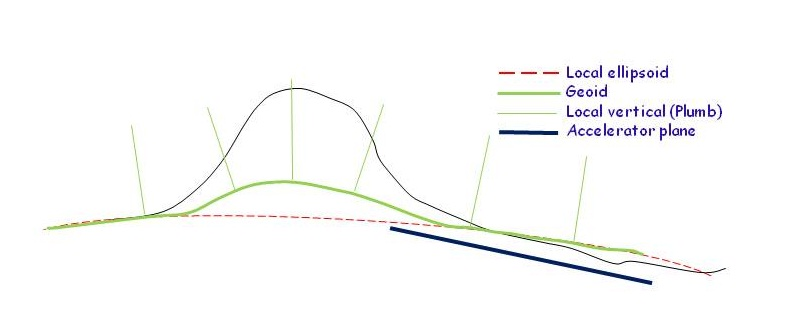 Local ellipsoid
Geoid
Local vertical (Plumb)
Accelerator plane